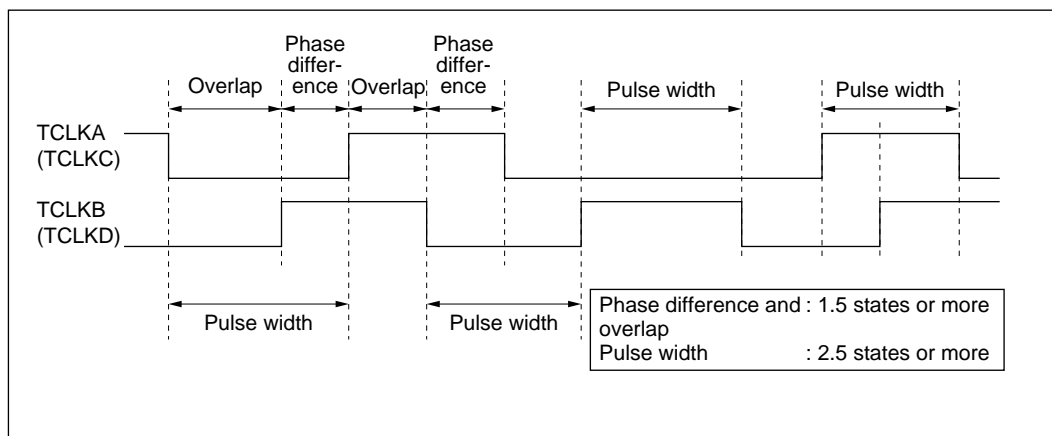 Phase
differ-
ence
Phase
differ-
ence
Overlap
Overlap
Pulse width
Pulse width
TCLKA
(TCLKC)
TCLKB
(TCLKD)
Pulse width
Pulse width
Phase difference and : 1.5 states or more
overlap
Pulse width : 2.5 states or more